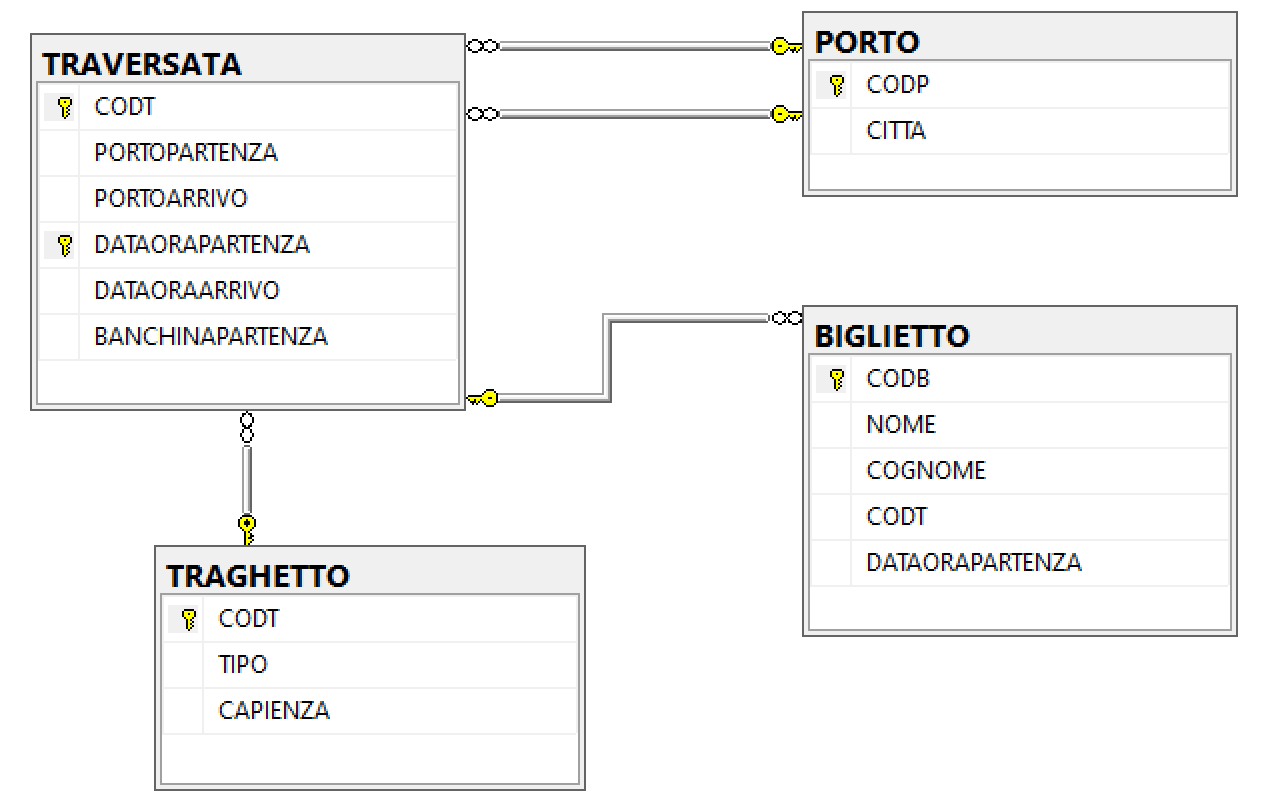 TRAVERSATA
CODT
PORTOPARTENZA
PORTOARRIVO
DATAORAPARTENZA
DATAORAARRIVO
BANCHINAPARTENZA
PORTO
CODP
CITTA
BIGLIETTO
CODB
NOME
COGNOME
CODT
DATAORAPARTENZA
TRAGHETTO
CODT
TIPO
CAPIENZA